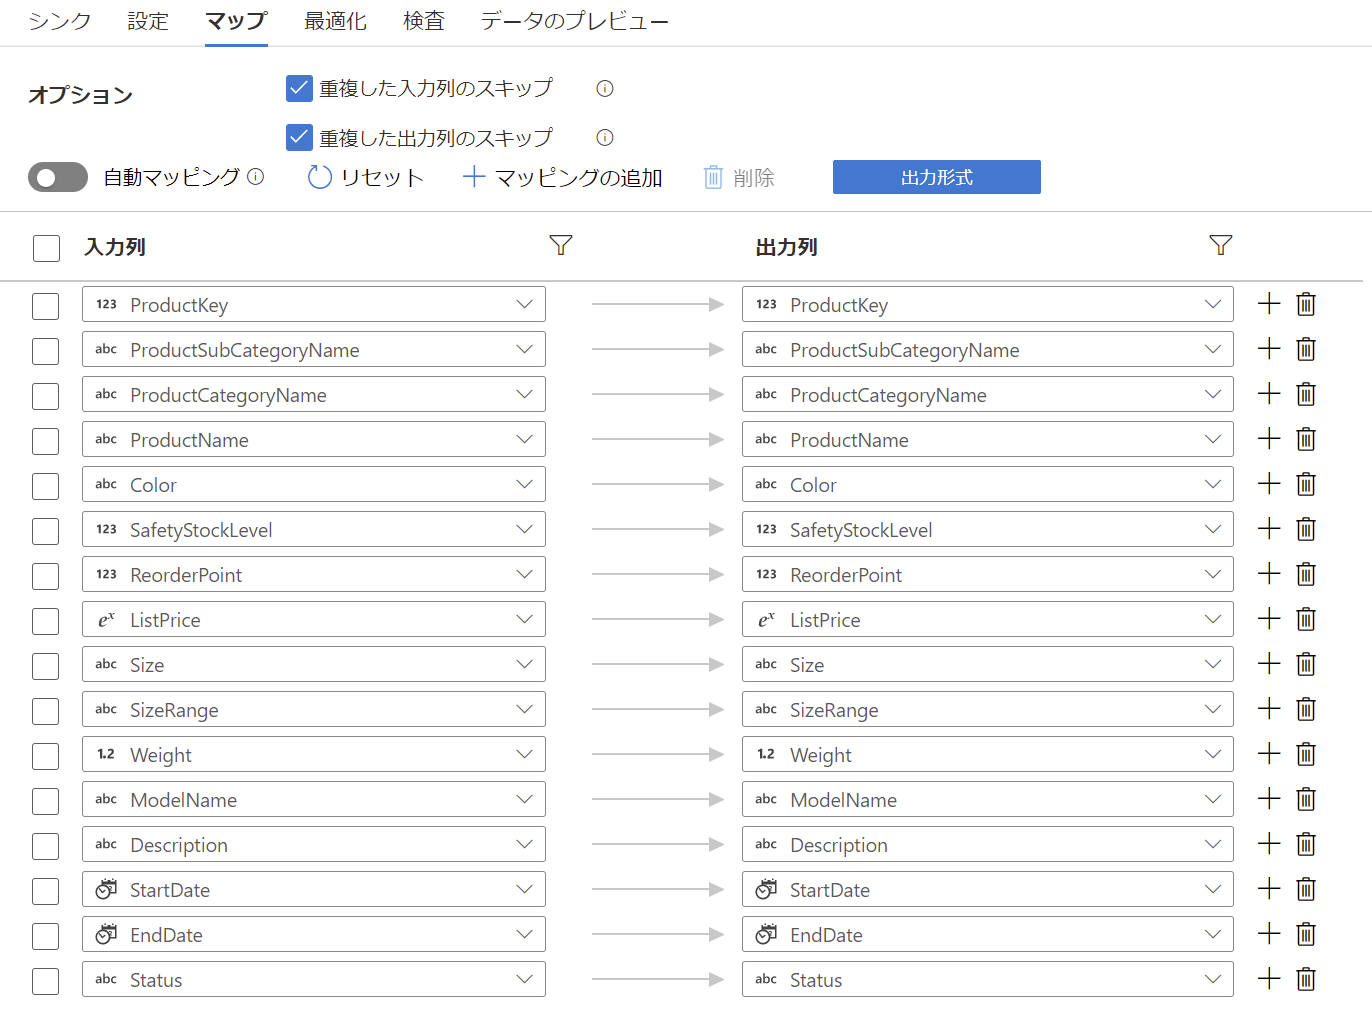 シンク 設定 マップ 最適化 検査 データのプレビュー
オプション
重複した入力列のスキップ
重複した出力列のスキップ
自動マッピング リセット マッピングの追加 削除 出力形式
入力列 出力列
123 ProductKey 123 ProductKey
abc ProductSubCategoryName abc ProductSubCategoryName
abc ProductCategoryName abc ProductCategoryName
abc ProductName abc ProductName
abc Color abc Color
123 SafetyStockLevel 123 SafetyStockLevel
123 ReorderPoint 123 ReorderPoint
eˣ ListPrice eˣ ListPrice
abc Size abc Size
abc SizeRange abc SizeRange
1.2 Weight 1.2 Weight
abc ModelName abc ModelName
abc Description abc Description
StartDate StartDate
EndDate EndDate
abc Status abc Status